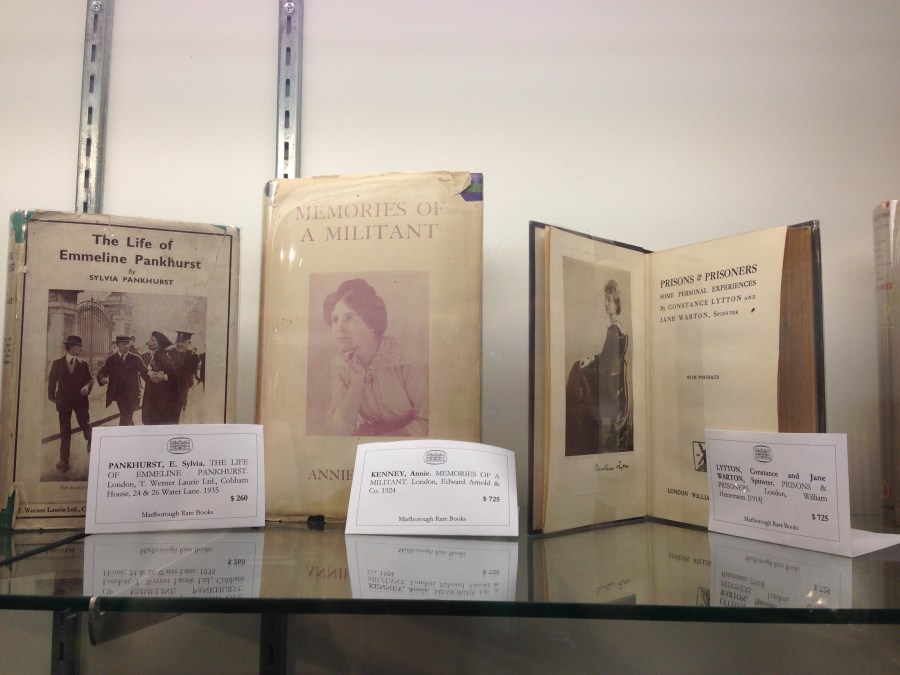 The Life of
Emmeline Pankhurst
By
SYLVIA PANKHURST
T. Werner Laurie Ltd.,
PANKHURST, E. Sylvia. THE LIFE
OF EMMELINE PANKHURST.
London, T. Werner Laurie Ltd., Cobham
House, 24 & 26 Water Lane. 1935
$ 260
Marlborough Rare Books
MEMORIES OF
A MILITANT
ANNIE
KENNEY, Annie. MEMORIES OF A
MILITANT. London, Edward Arnold &
Co. 1924
$ 725
Marlborough Rare Books
PRISONS & PRISONERS
SOME PERSONAL EXPERIENCES
By CONSTANCE LYTTON AND
JANE WARTON, SPINSTER
WITH PORTRAITS
LONDON WILLIAM
LYTTON, Constance and Jane
WARTON, Spinster. PRISONS &
PRISONERS. London, William
Heinemann, [1914]
$ 725
Marlborough Rare Books